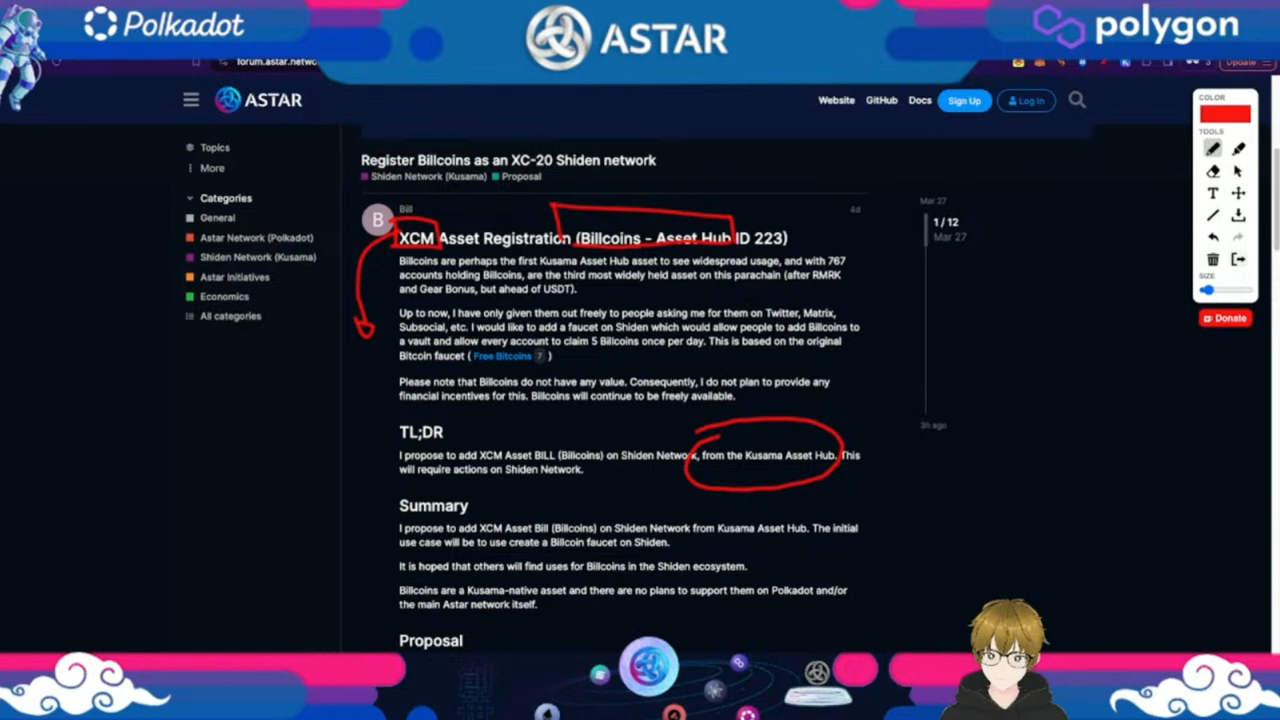 Polkadot
ASTAR
polygon
forum.astar.netwo
3
Update
ASTAR
Website
GitHub
Docs
Sign Up
Log In
COLOR
TOOLS
T
SIZE
Donate
Topics
More
Categories
General
Astar Network (Polkadot)
Shiden Network (Kusama)
Astar Initiatives
Economics
All categories
Register Billcoins as an XC-20 Shiden network
Shiden Network (Kusama) Proposal
B
Bill
4d
XCM Asset Registration (Billcoins - Asset Hub ID 223)
Billcoins are perhaps the first Kusama Asset Hub asset to see widespread usage, and with 767
accounts holding Billcoins, are the third most widely held asset on this parachain (after RMRK
and Gear Bonus, but ahead of USDT).
Up to now, I have only given them out freely to people asking me for them on Twitter, Matrix,
Subsocial, etc. I would like to add a faucet on Shiden which would allow people to add Billcoins to
a vault and allow every account to claim 5 Billcoins once per day. This is based on the original
Bitcoin faucet ( Free Bitcoins 7 )
Please note that Billcoins do not have any value. Consequently, I do not plan to provide any
financial incentives for this. Billcoins will continue to be freely available.
TL;DR
I propose to add XCM Asset BILL (Billcoins) on Shiden Network, from the Kusama Asset Hub. This
will require actions on Shiden Network.
Summary
I propose to add XCM Asset Bill (Billcoins) on Shiden Network from Kusama Asset Hub. The initial
use case will be to use create a Billcoin faucet on Shiden.
It is hoped that others will find uses for Billcoins in the Shiden ecosystem.
Billcoins are a Kusama-native asset and there are no plans to support them on Polkadot and/or
the main Astar network itself.
Proposal
Mar 27
1 / 12
Mar 27
3h ago